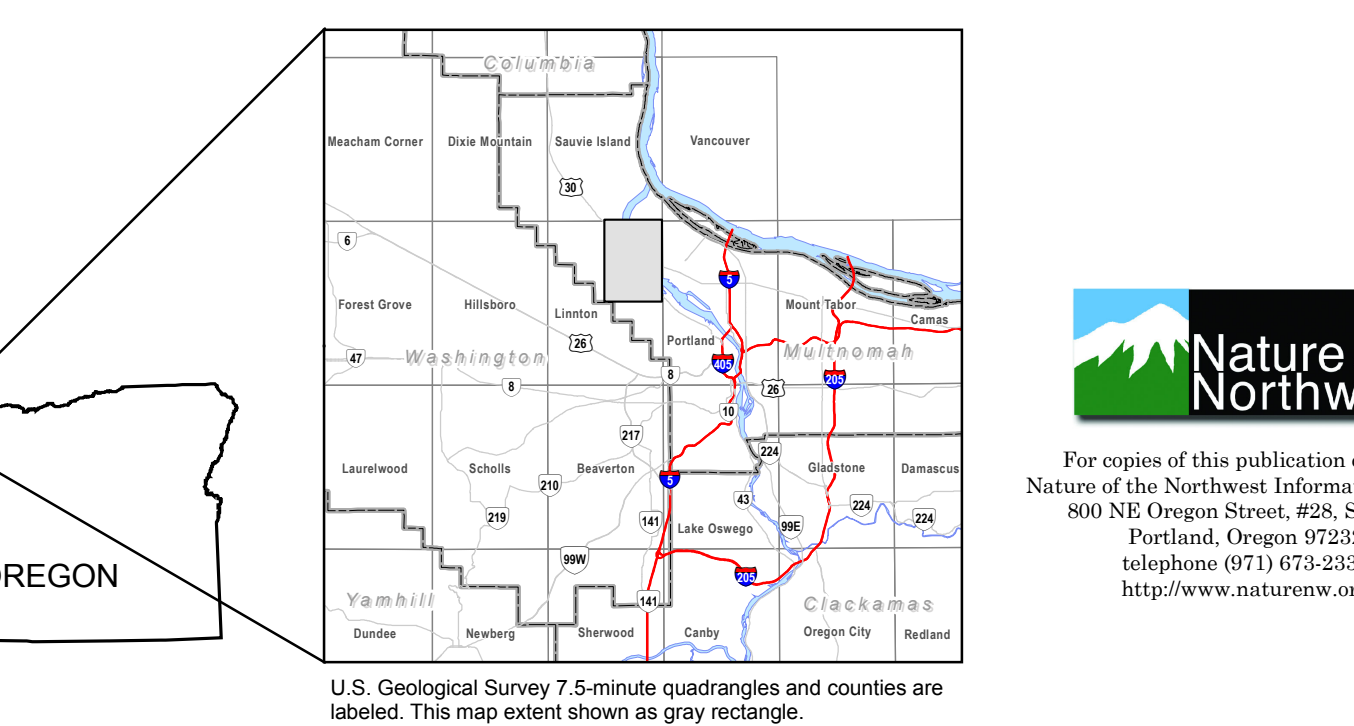 Columbia
Meacham Corner
Dixie Mountain
Sauvie Island
Vancouver
30
6
5
Forest Grove
Hillsboro
Linnton
Mount Tabor
Camas
26
Portland
47
Washington
Multnomah
405
8
8
26
205
10
217
224
Laurelwood
Scholls
Beaverton
Gladstone
Damascus
210
5
43
224
219
141
Lake Oswego
99E
224
99W
205
Yamhill
141
Clackamas
Dundee
Newberg
Sherwood
Canby
Oregon City
Redland
U.S. Geological Survey 7.5-minute quadrangles and counties are
labeled. This map extent shown as gray rectangle.
REGON
Nature
Northw
For copies of this publication
Nature of the Northwest Informa
800 NE Oregon Street, #28, S
Portland, Oregon 97232
telephone (971) 673-233
http://www.naturenw.or